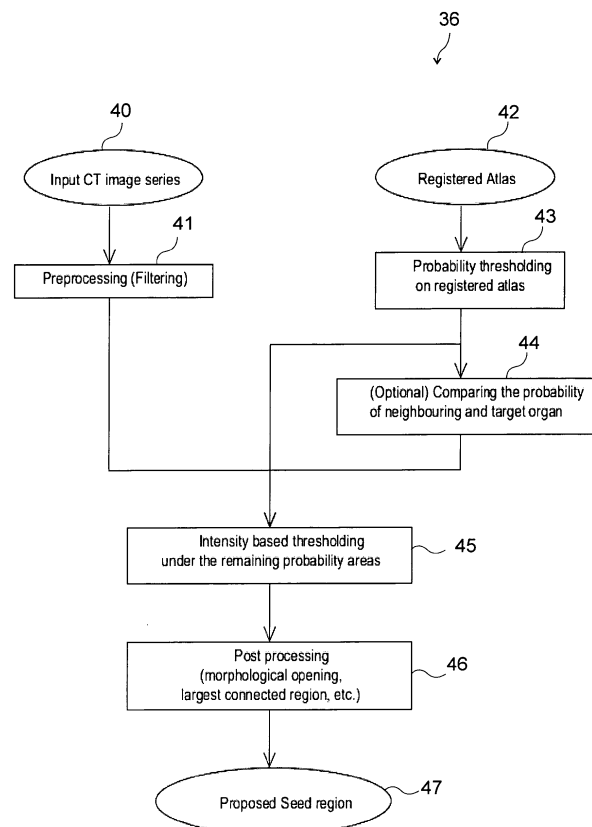 36
40
Input CT image series
42
Registered Atlas
41
Preprocessing (Filtering)
43
Probability thresholding
on registered atlas
44
(Optional) Comparing the probability
of neighbouring and target organ
Intensity based thresholding
under the remaining probability areas
45
Post processing
(morphological opening,
largest connected region, etc.)
46
Proposed Seed region
47